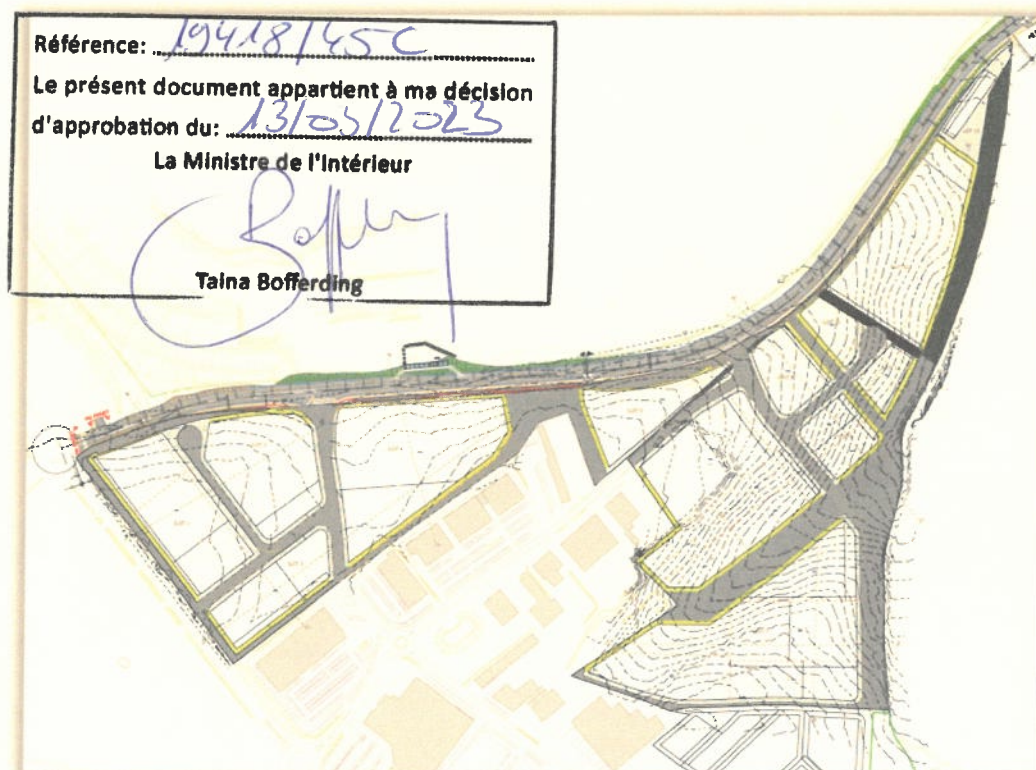 Référence: 19418/45C
Le présent document appartient à ma décision
d'approbation du: 13/03/2023
La Ministre de l'Intérieur
Taina Bofferding